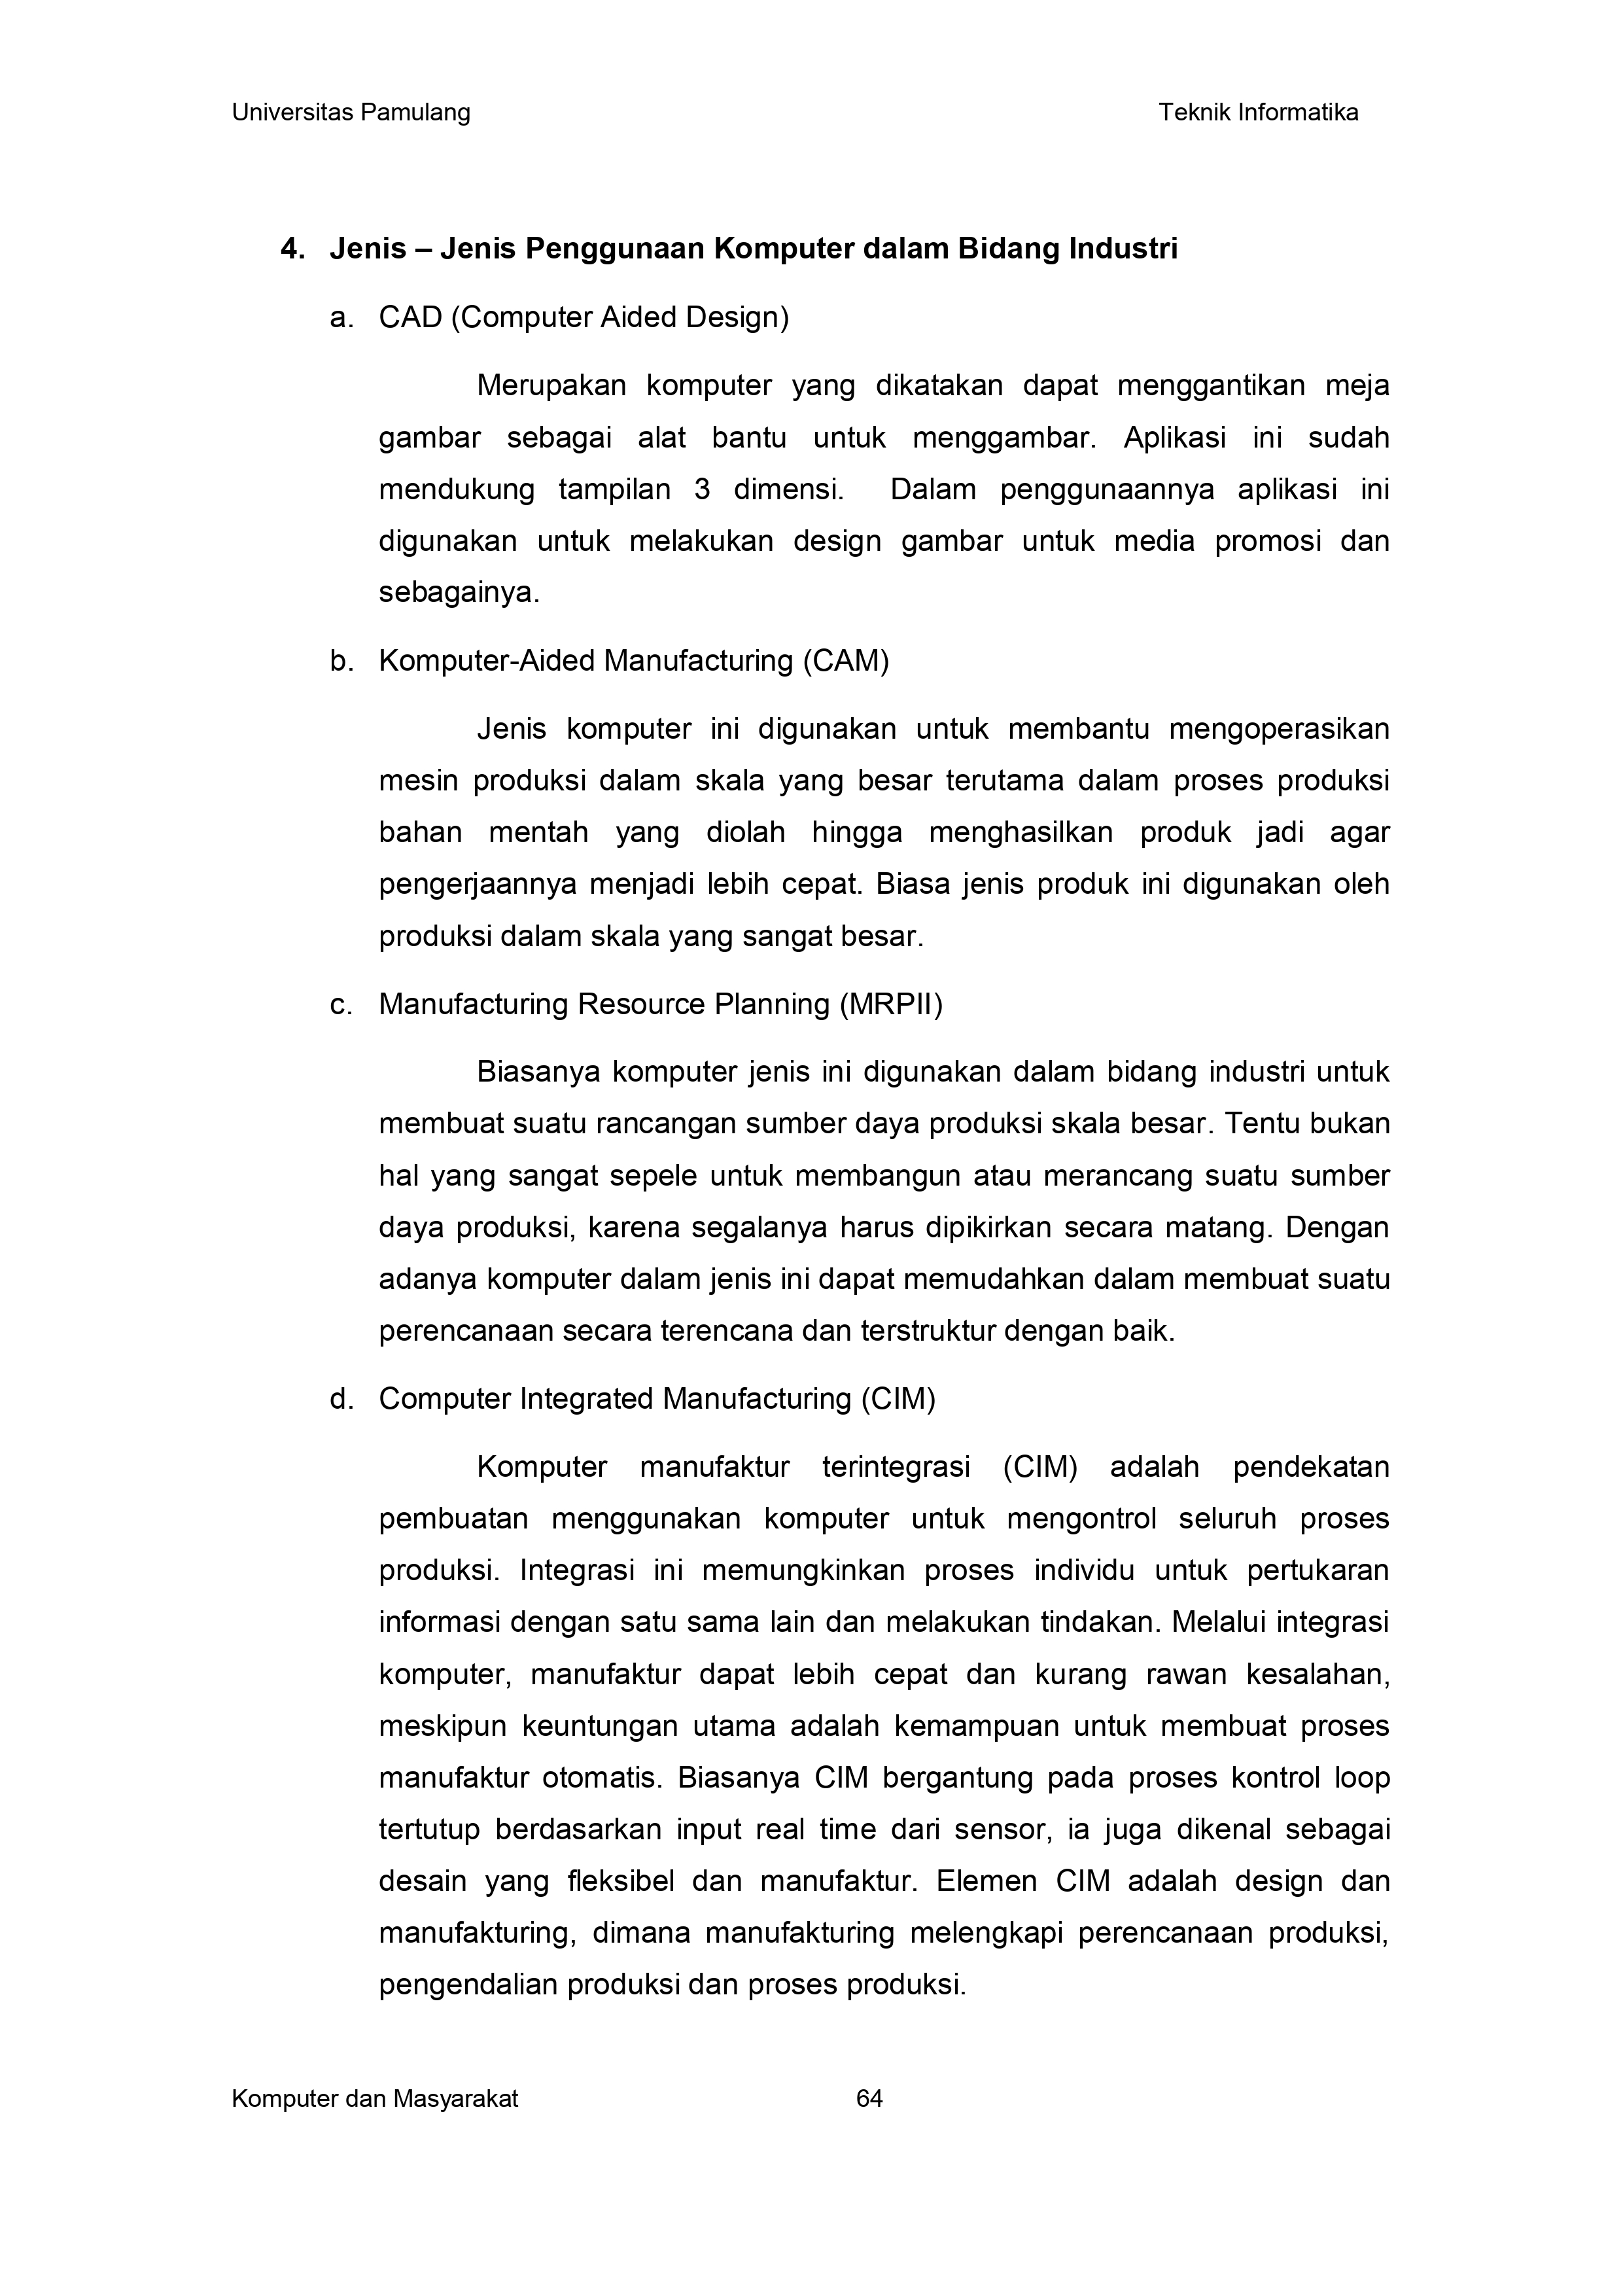 Universitas Pamulang Teknik Informatika
4. Jenis – Jenis Penggunaan Komputer dalam Bidang Industri
a. CAD (Computer Aided Design)
Merupakan komputer yang dikatakan dapat menggantikan meja
gambar sebagai alat bantu untuk menggambar. Aplikasi ini sudah
mendukung tampilan 3 dimensi. Dalam penggunaannya aplikasi ini
digunakan untuk melakukan design gambar untuk media promosi dan
sebagainya.
b. Komputer-Aided Manufacturing (CAM)
Jenis komputer ini digunakan untuk membantu mengoperasikan
mesin produksi dalam skala yang besar terutama dalam proses produksi
bahan mentah yang diolah hingga menghasilkan produk jadi agar
pengerjaannya menjadi lebih cepat. Biasa jenis produk ini digunakan oleh
produksi dalam skala yang sangat besar.
c. Manufacturing Resource Planning (MRPII)
Biasanya komputer jenis ini digunakan dalam bidang industri untuk
membuat suatu rancangan sumber daya produksi skala besar. Tentu bukan
hal yang sangat sepele untuk membangun atau merancang suatu sumber
daya produksi, karena segalanya harus dipikirkan secara matang. Dengan
adanya komputer dalam jenis ini dapat memudahkan dalam membuat suatu
perencanaan secara terencana dan terstruktur dengan baik.
d. Computer Integrated Manufacturing (CIM)
Komputer manufaktur terintegrasi (CIM) adalah pendekatan
pembuatan menggunakan komputer untuk mengontrol seluruh proses
produksi. Integrasi ini memungkinkan proses individu untuk pertukaran
informasi dengan satu sama lain dan melakukan tindakan. Melalui integrasi
komputer, manufaktur dapat lebih cepat dan kurang rawan kesalahan,
meskipun keuntungan utama adalah kemampuan untuk membuat proses
manufaktur otomatis. Biasanya CIM bergantung pada proses kontrol loop
tertutup berdasarkan input real time dari sensor, ia juga dikenal sebagai
desain yang fleksibel dan manufaktur. Elemen CIM adalah design dan
manufakturing, dimana manufakturing melengkapi perencanaan produksi,
pengendalian produksi dan proses produksi.
Komputer dan Masyarakat 64